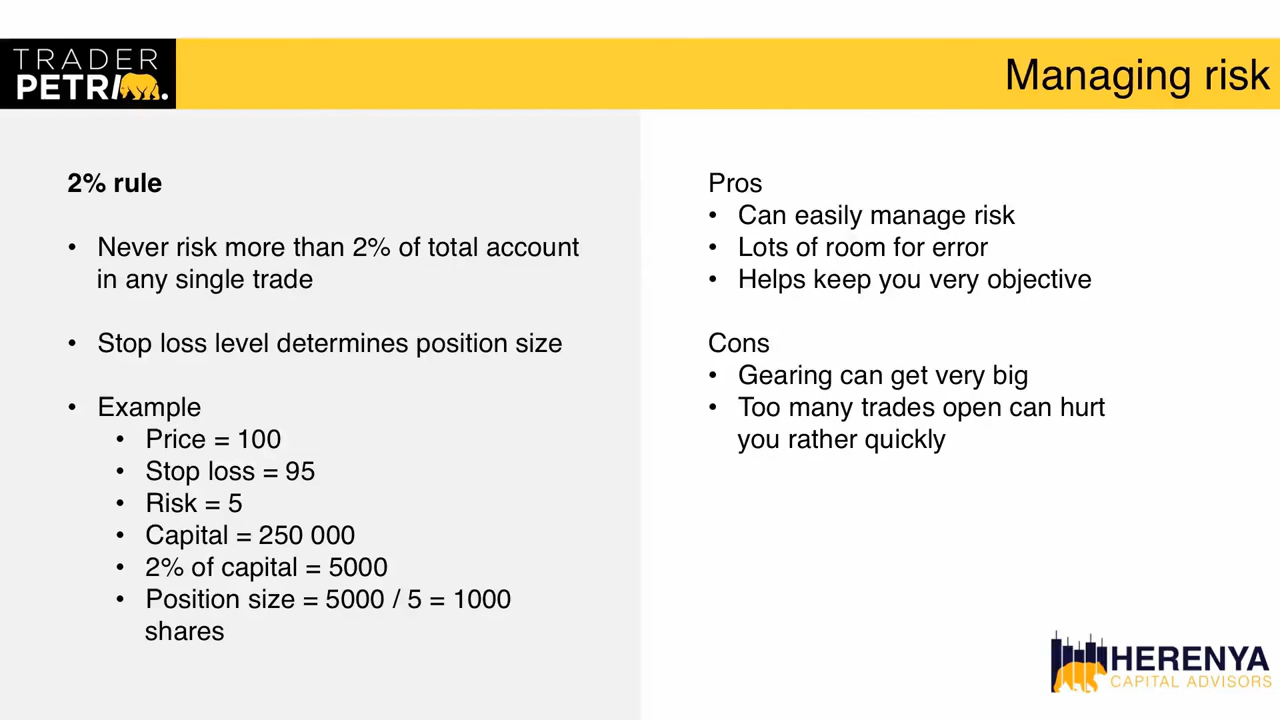 TRADER
PETRI.
Managing risk
2% rule
• Never risk more than 2% of total account
in any single trade
• Stop loss level determines position size
• Example
• Price = 100
• Stop loss = 95
• Risk = 5
• Capital = 250 000
• 2% of capital = 5000
• Position size = 5000 / 5 = 1000
shares
Pros
• Can easily manage risk
• Lots of room for error
• Helps keep you very objective
Cons
• Gearing can get very big
• Too many trades open can hurt
you rather quickly
HERENYA
CAPITAL ADVISORS